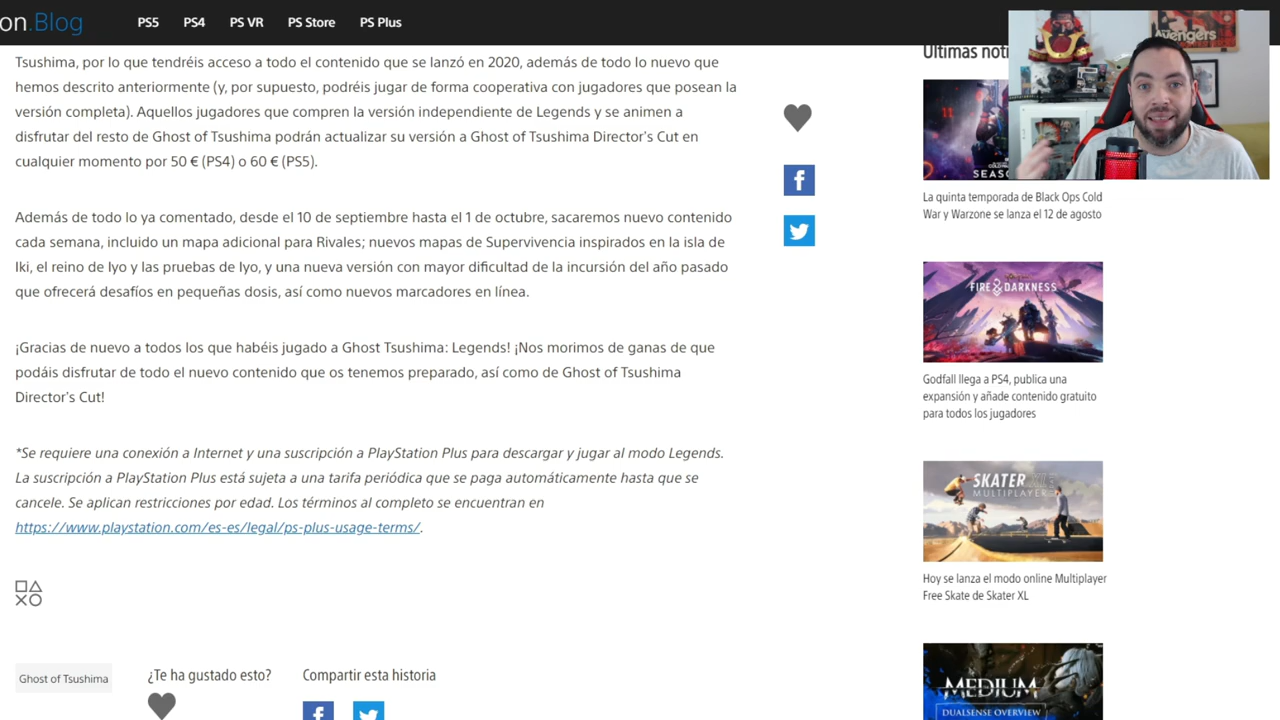 on.Blog
PS5
PS4
PS VR
PS Store
PS Plus
Tsushima, por lo que tendréis acceso a todo el contenido que se lanzó en 2020, además de todo lo nuevo que
hemos descrito anteriormente (y, por supuesto, podréis jugar de forma cooperativa con jugadores que posean la
versión completa). Aquellos jugadores que compren la versión independiente de Legends y se animen a
disfrutar del resto de Ghost of Tsushima podrán actualizar su versión a Ghost of Tsushima Director's Cut en
cualquier momento por 50 € (PS4) o 60 € (PS5).
Además de todo lo ya comentado, desde el 10 de septiembre hasta el 1 de octubre, sacaremos nuevo contenido
cada semana, incluido un mapa adicional para Rivales; nuevos mapas de Supervivencia inspirados en la isla de
Iki, el reino de Iyo y las pruebas de Iyo, y una nueva versión con mayor dificultad de la incursión del año pasado
que ofrecerá desafíos en pequeñas dosis, así como nuevos marcadores en línea.
¡Gracias de nuevo a todos los que habéis jugado a Ghost Tsushima: Legends! ¡Nos morimos de ganas de que
podáis disfrutar de todo el nuevo contenido que os tenemos preparado, así como de Ghost of Tsushima
Director's Cut!
*Se requiere una conexión a Internet y una suscripción a PlayStation Plus para descargar y jugar al modo Legends.
La suscripción a PlayStation Plus está sujeta a una tarifa periódica que se paga automáticamente hasta que se
cancele. Se aplican restricciones por edad. Los términos al completo se encuentran en
https://www.playstation.com/es-es/legal/ps-plus-usage-terms/.
Ghost of Tsushima
¿Te ha gustado esto?
Compartir esta historia
Últimas noti
Avengers
SEAS
La quinta temporada de Black Ops Cold
War y Warzone se lanza el 12 de agosto
FIRE & DARKNESS
Godfall llega a PS4, publica una
expansión y añade contenido gratuito
para todos los jugadores
SKATER
MULTIPLAYER
Hoy se lanza el modo online Multiplayer
Free Skate de Skater XL
MEDIUM
DUALSENSE OVERVIEW